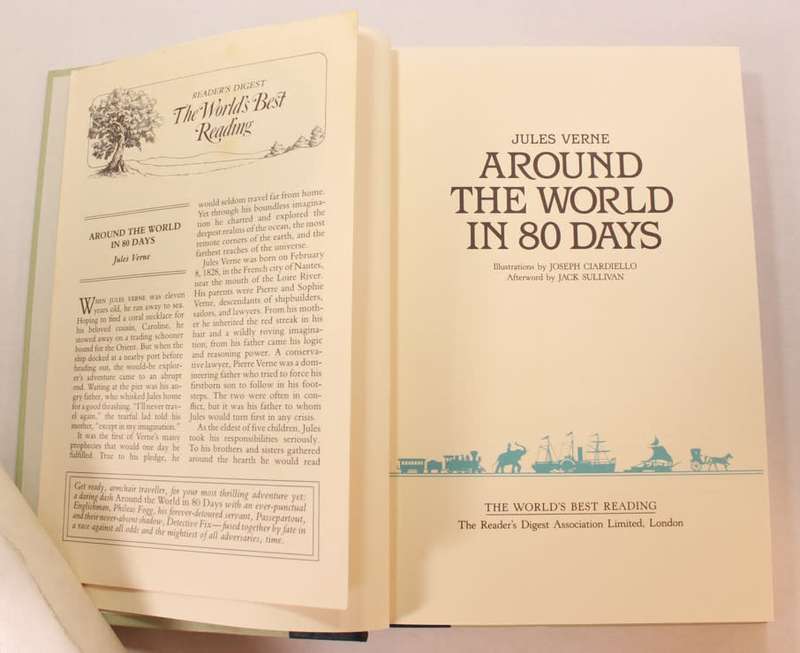 READER'S DIGEST
The World's Best
Reading
AROUND THE WORLD
IN 80 DAYS
Jules Verne
WHEN JULES VERNE was eleven
years old, he ran away to sea.
Hoping to find a coral necklace for
his beloved cousin, Caroline, he
stowed away on a trading schooner
bound for the Orient. But when the
ship docked at a nearby port before
heading out, the would-be explor-
er's adventure came to an abrupt
end. Waiting at the pier was his an-
gry father, who whisked Jules home
for a good thrashing. "I'll never trav-
el again," the tearful lad told his
mother, "except in my imagination."
It was the first of Verne's many
prophecies that would one day be
fulfilled. True to his pledge, he
would seldom travel far from home.
Yet through his boundless imagina-
tion he charted and explored the
deepest realms of the ocean, the most
remote corners of the earth, and the
farthest reaches of the universe.
Jules Verne was born on February
8, 1828, in the French city of Nantes,
near the mouth of the Loire River.
His parents were Pierre and Sophie
Verne, descendants of shipbuilders,
sailors, and lawyers. From his moth-
er he inherited the red streak in his
hair and a wildly roving imagina-
tion, from his father came his logic
and reasoning power. A conserva-
tive lawyer, Pierre Verne was a dom-
ineering father who tried to force his
firstborn son to follow in his foot-
steps. The two were often in con-
flict, but it was his father to whom
Jules would turn first in any crisis.
As the eldest of five children, Jules
took his responsibilities seriously.
To his brothers and sisters gathered
around the hearth he would read
Get ready, armchair traveller, for your most thrilling adventure yet:
a daring dash Around the World in 80 Days with an ever-punctual
Englishman, Phileas Fogg, his forever-detoured servant, Passepartout,
and their never-absent shadow, Detective Fix—fused together by fate in
a race against all odds and the mightiest of all adversaries, time.
JULES VERNE
AROUND
THE WORLD
IN 80 DAYS
Illustrations by JOSEPH CIARDIELLO
Afterword by JACK SULLIVAN
THE WORLD'S BEST READING
The Reader's Digest Association Limited, London